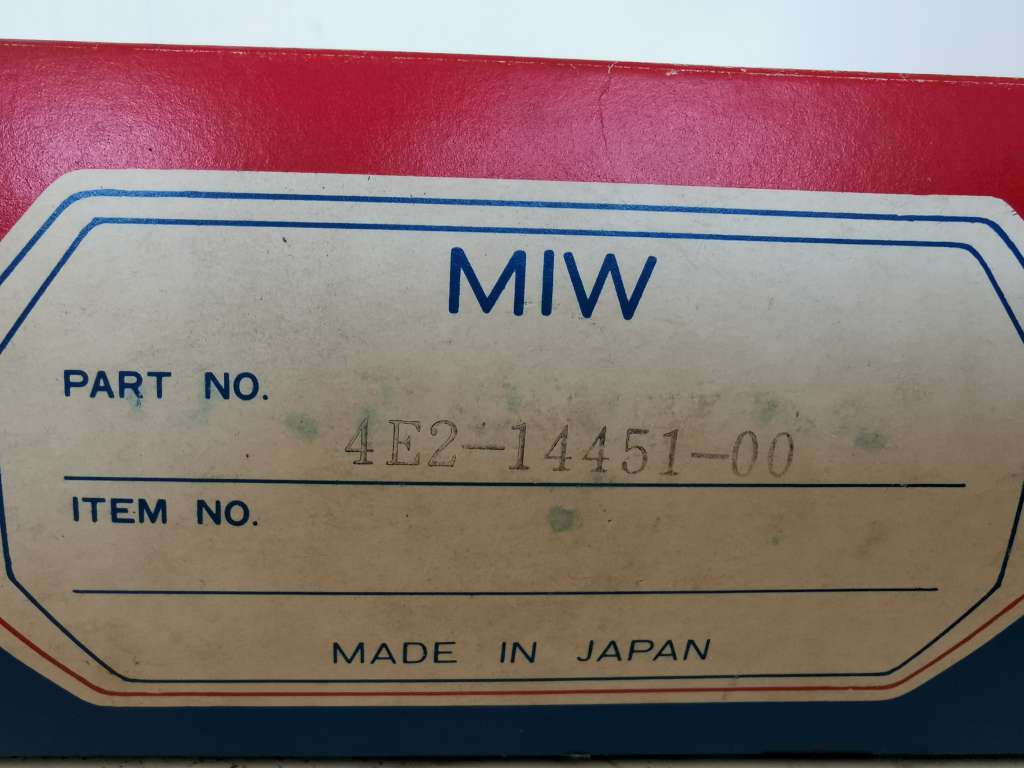 MIW
PART NO.
4E2-14451-00
ITEM NO.
MADE IN JAPAN